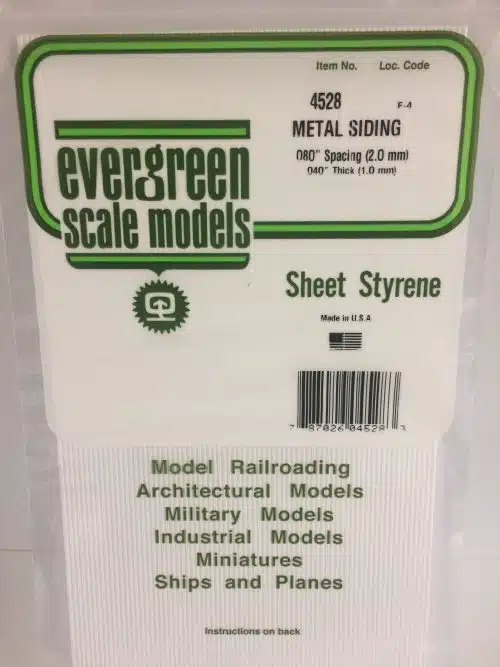 Item No. Loc. Code
4528 F-4
METAL SIDING
.080" Spacing (2.0 mm)
.040" Thick (1.0 mm)
evergreen
scale models
Sheet Styrene
Made in U.S.A
7 87026 04528 3
Model Railroading
Architectural Models
Military Models
Industrial Models
Miniatures
Ships and Planes
Instructions on back